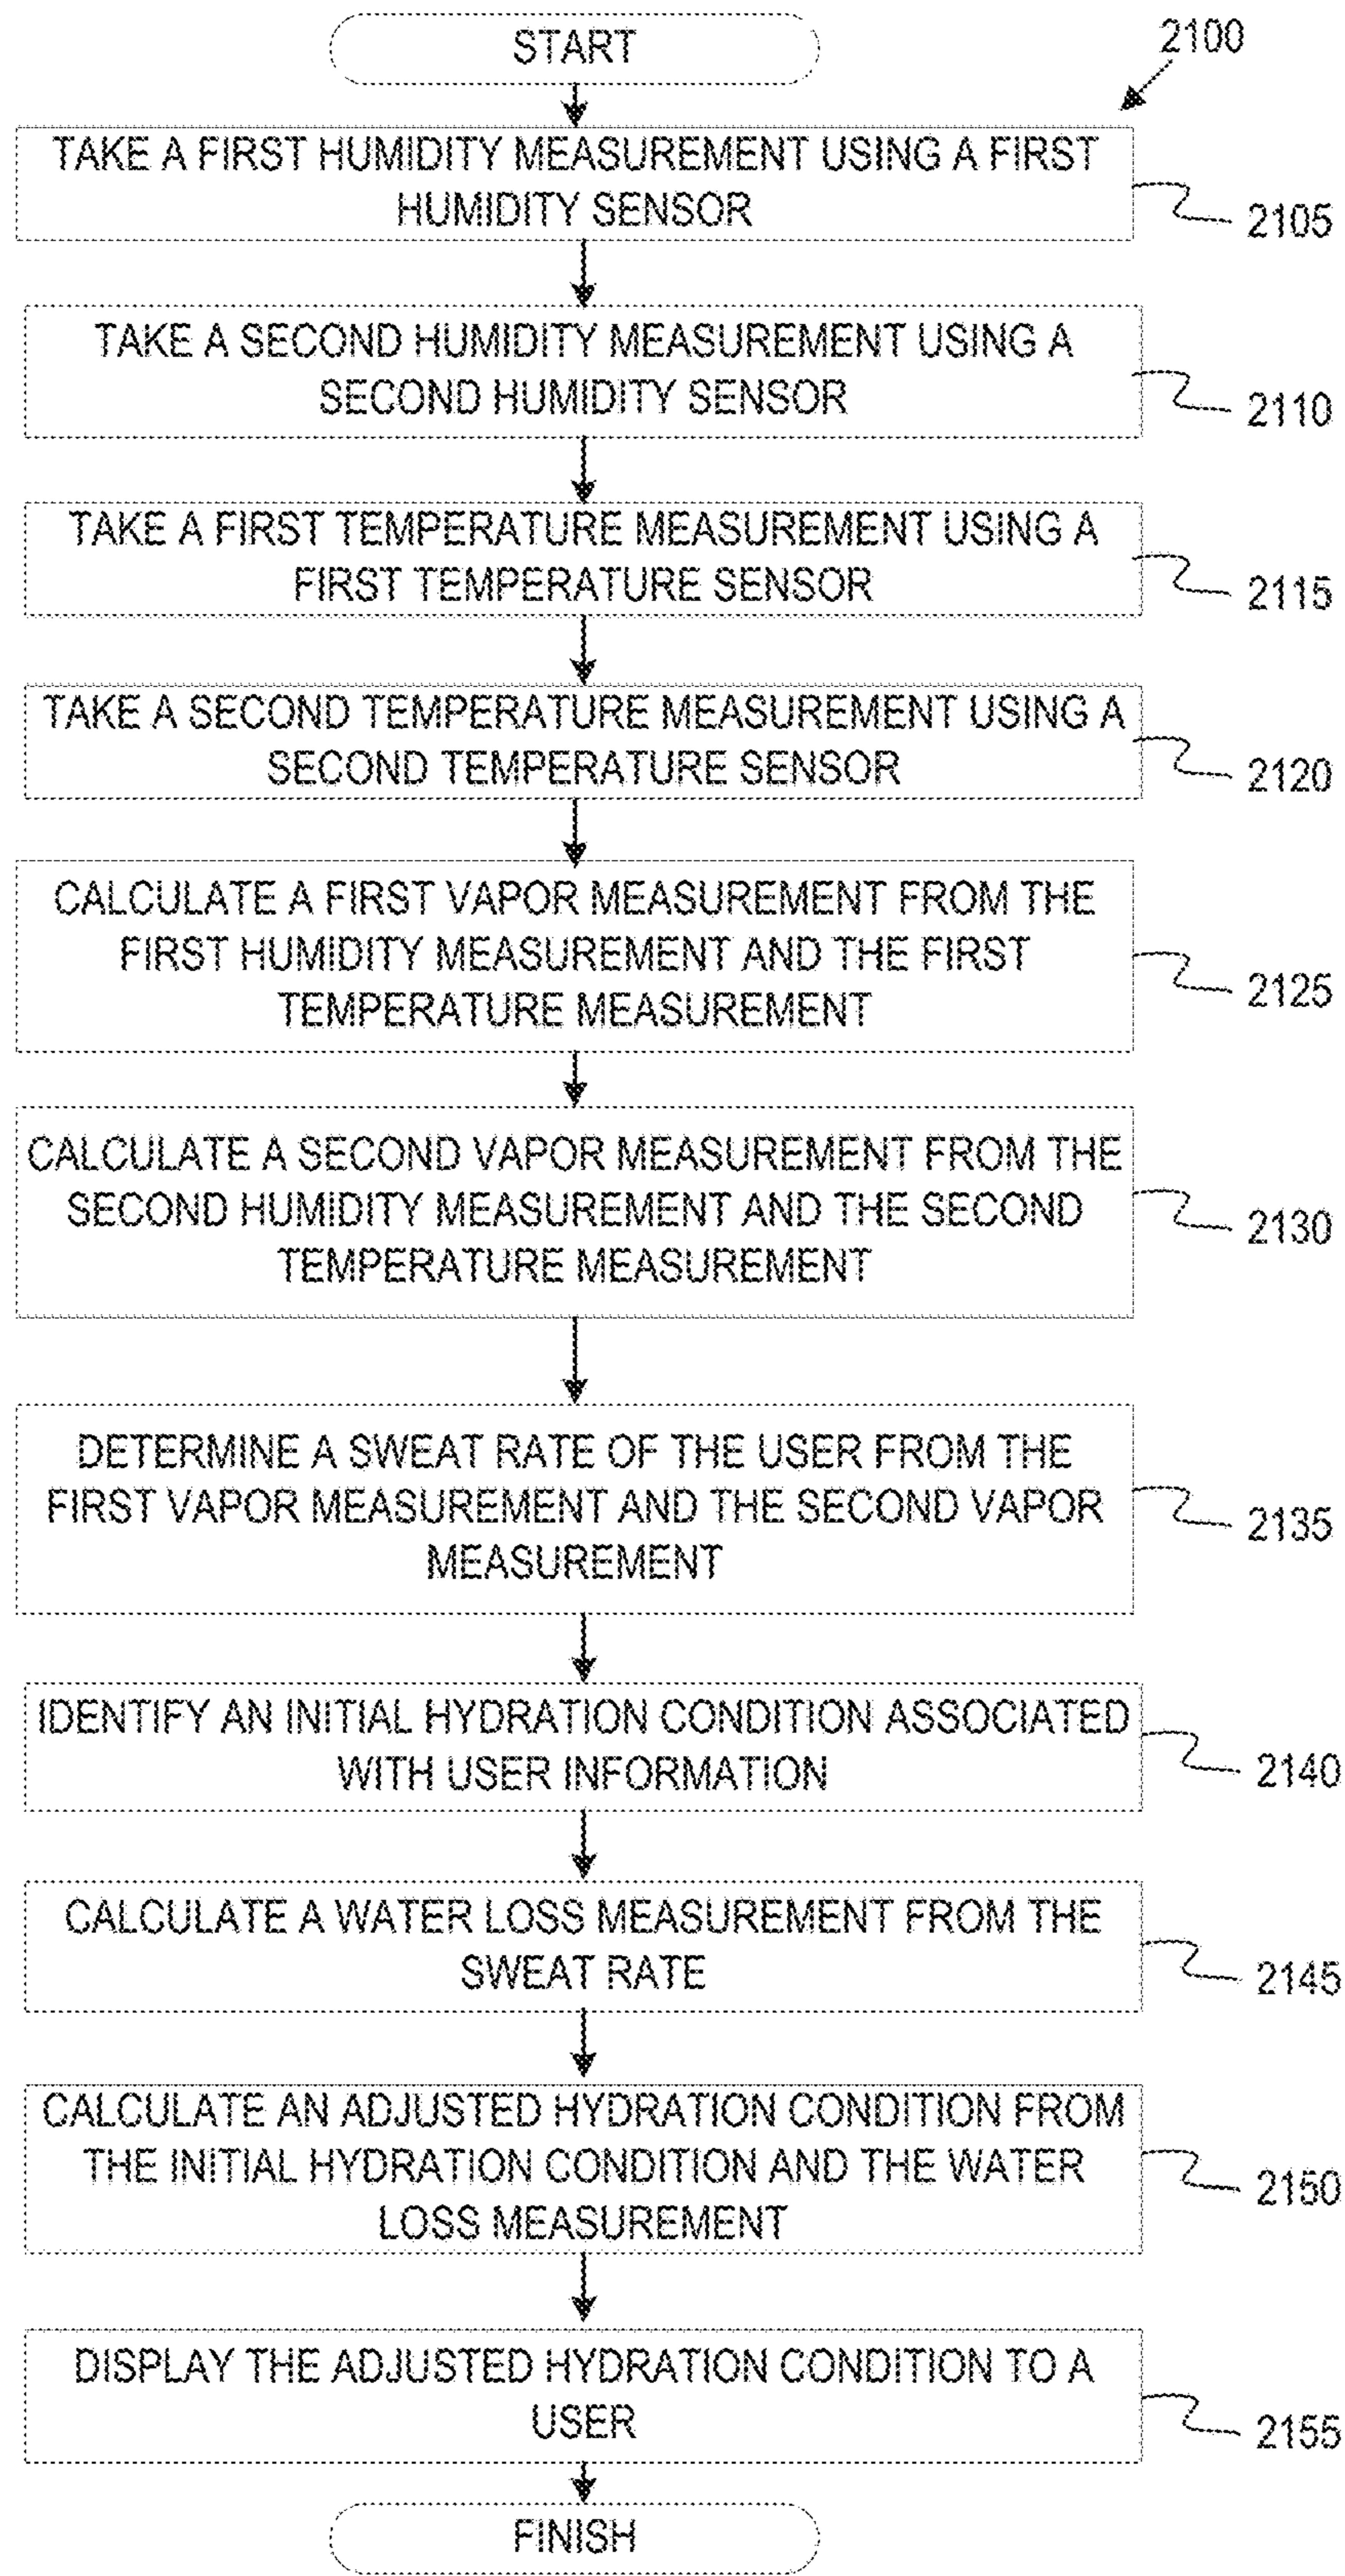 START
2100
TAKE A FIRST HUMIDITY MEASUREMENT USING A FIRST
HUMIDITY SENSOR
2105
TAKE A SECOND HUMIDITY MEASUREMENT USING A
SECOND HUMIDITY SENSOR
2110
TAKE A FIRST TEMPERATURE MEASUREMENT USING A
FIRST TEMPERATURE SENSOR
2115
TAKE A SECOND TEMPERATURE MEASUREMENT USING A
SECOND TEMPERATURE SENSOR
2120
CALCULATE A FIRST VAPOR MEASUREMENT FROM THE
FIRST HUMIDITY MEASUREMENT AND THE FIRST
TEMPERATURE MEASUREMENT
2125
CALCULATE A SECOND VAPOR MEASUREMENT FROM THE
SECOND HUMIDITY MEASUREMENT AND THE SECOND
TEMPERATURE MEASUREMENT
2130
DETERMINE A SWEAT RATE OF THE USER FROM THE
FIRST VAPOR MEASUREMENT AND THE SECOND VAPOR
MEASUREMENT
2135
IDENTIFY AN INITIAL HYDRATION CONDITION ASSOCIATED
WITH USER INFORMATION
2140
CALCULATE A WATER LOSS MEASUREMENT FROM THE
SWEAT RATE
2145
CALCULATE AN ADJUSTED HYDRATION CONDITION FROM
THE INITIAL HYDRATION CONDITION AND THE WATER
LOSS MEASUREMENT
2150
DISPLAY THE ADJUSTED HYDRATION CONDITION TO A
USER
2155
FINISH